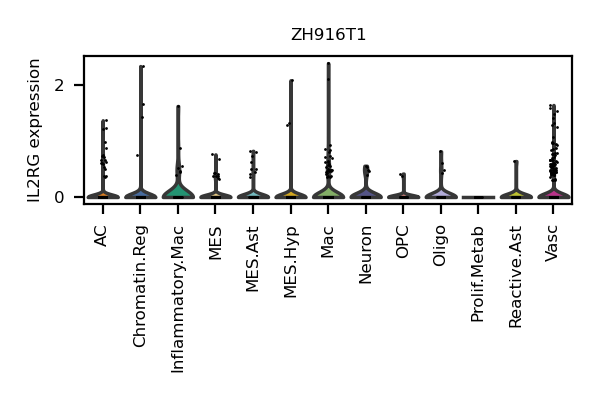 ZH916T1
IL2RG expression
2
0
AC
Chromatin.Reg
Inflammatory.Mac
MES
MES.Ast
MES.Hyp
Mac
Neuron
OPC
Oligo
Prolif.Metab
Reactive.Ast
Vasc